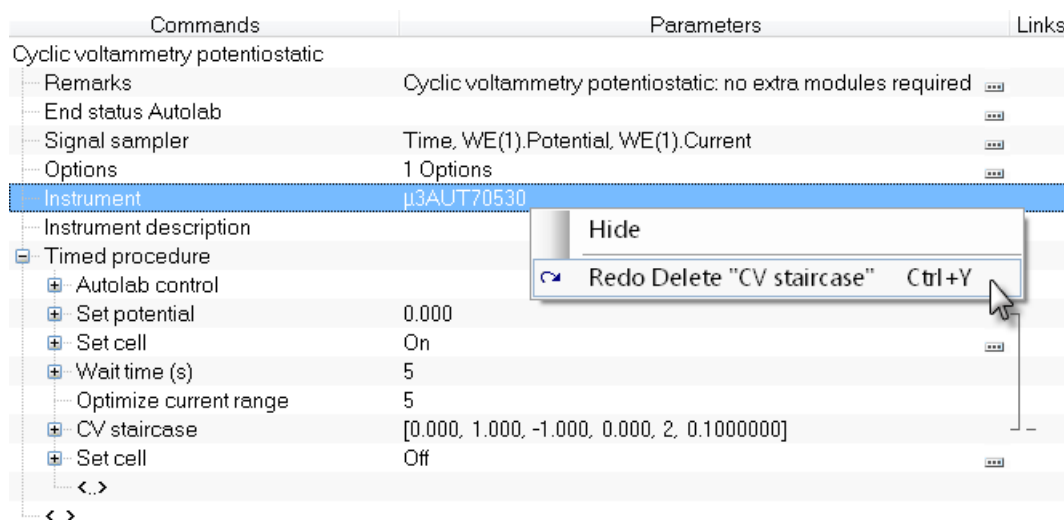 Commands Parameters Links
Cyclic voltammetry potentiostatic
Remarks Cyclic voltammetry potentiostatic: no extra modules required
End status Autolab
Signal sampler Time, WE(1).Potential, WE(1).Current
Options 1 Options
Instrument µ3AUT70530
Instrument description
Hide
Timed procedure
Redo Delete "CV staircase" Ctrl+Y
Autolab control
Set potential 0.000
Set cell On
Wait time (s) 5
Optimize current range 5
CV staircase [0.000, 1.000, -1.000, 0.000, 2, 0.1000000]
Set cell Off
<..>